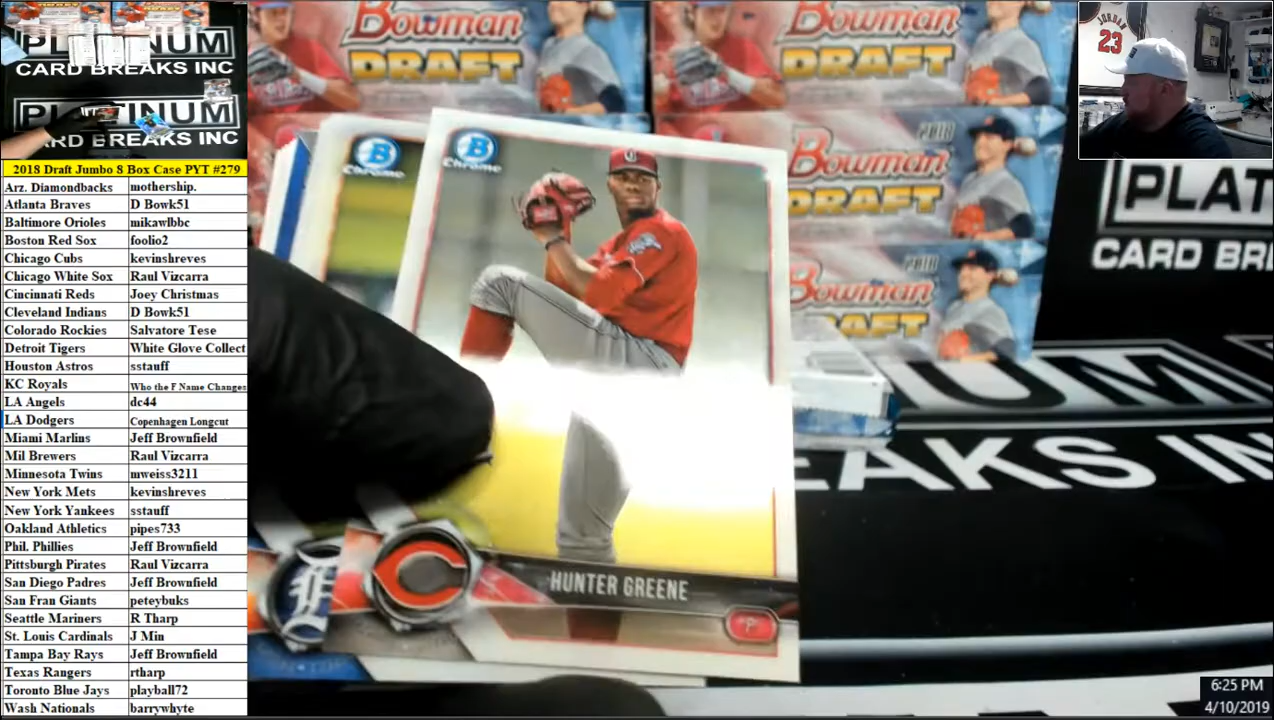 PLATINUM
CARD BREAKS INC
PLATINUM
CARD BREAKS INC
2018 Draft Jumbo 8 Box Case PYT #279
Arz. Diamondbacks mothership.
Atlanta Braves D Bowk51
Baltimore Orioles mikawlbbc
Boston Red Sox foolio2
Chicago Cubs kevinshreves
Chicago White Sox Raul Vizcarra
Cincinnati Reds Joey Christmas
Cleveland Indians D Bowk51
Colorado Rockies Salvatore Tese
Detroit Tigers White Glove Collect
Houston Astros sstauff
KC Royals Who the F Name Changes
LA Angels dc44
LA Dodgers Copenhagen Longcut
Miami Marlins Jeff Brownfield
Mil Brewers Raul Vizcarra
Minnesota Twins mweiss3211
New York Mets kevinshreves
New York Yankees sstauff
Oakland Athletics pipes733
Phil. Phillies Jeff Brownfield
Pittsburgh Pirates Raul Vizcarra
San Diego Padres Jeff Brownfield
San Fran Giants peteybuks
Seattle Mariners R Tharp
St. Louis Cardinals J Min
Tampa Bay Rays Jeff Brownfield
Texas Rangers rtharp
Toronto Blue Jays playball72
Wash Nationals barrywhyte
Bowman
DRAFT
Bowman
DRAFT
2018
Bowman
DRAFT
2018
Bowman
DRAFT
B
Chrome
B
Chrome
C
HUNTER GREENE
P
JORDAN
23
PLAT
CARD BRE
UM
EAKS IN
6:25 PM
4/10/2019